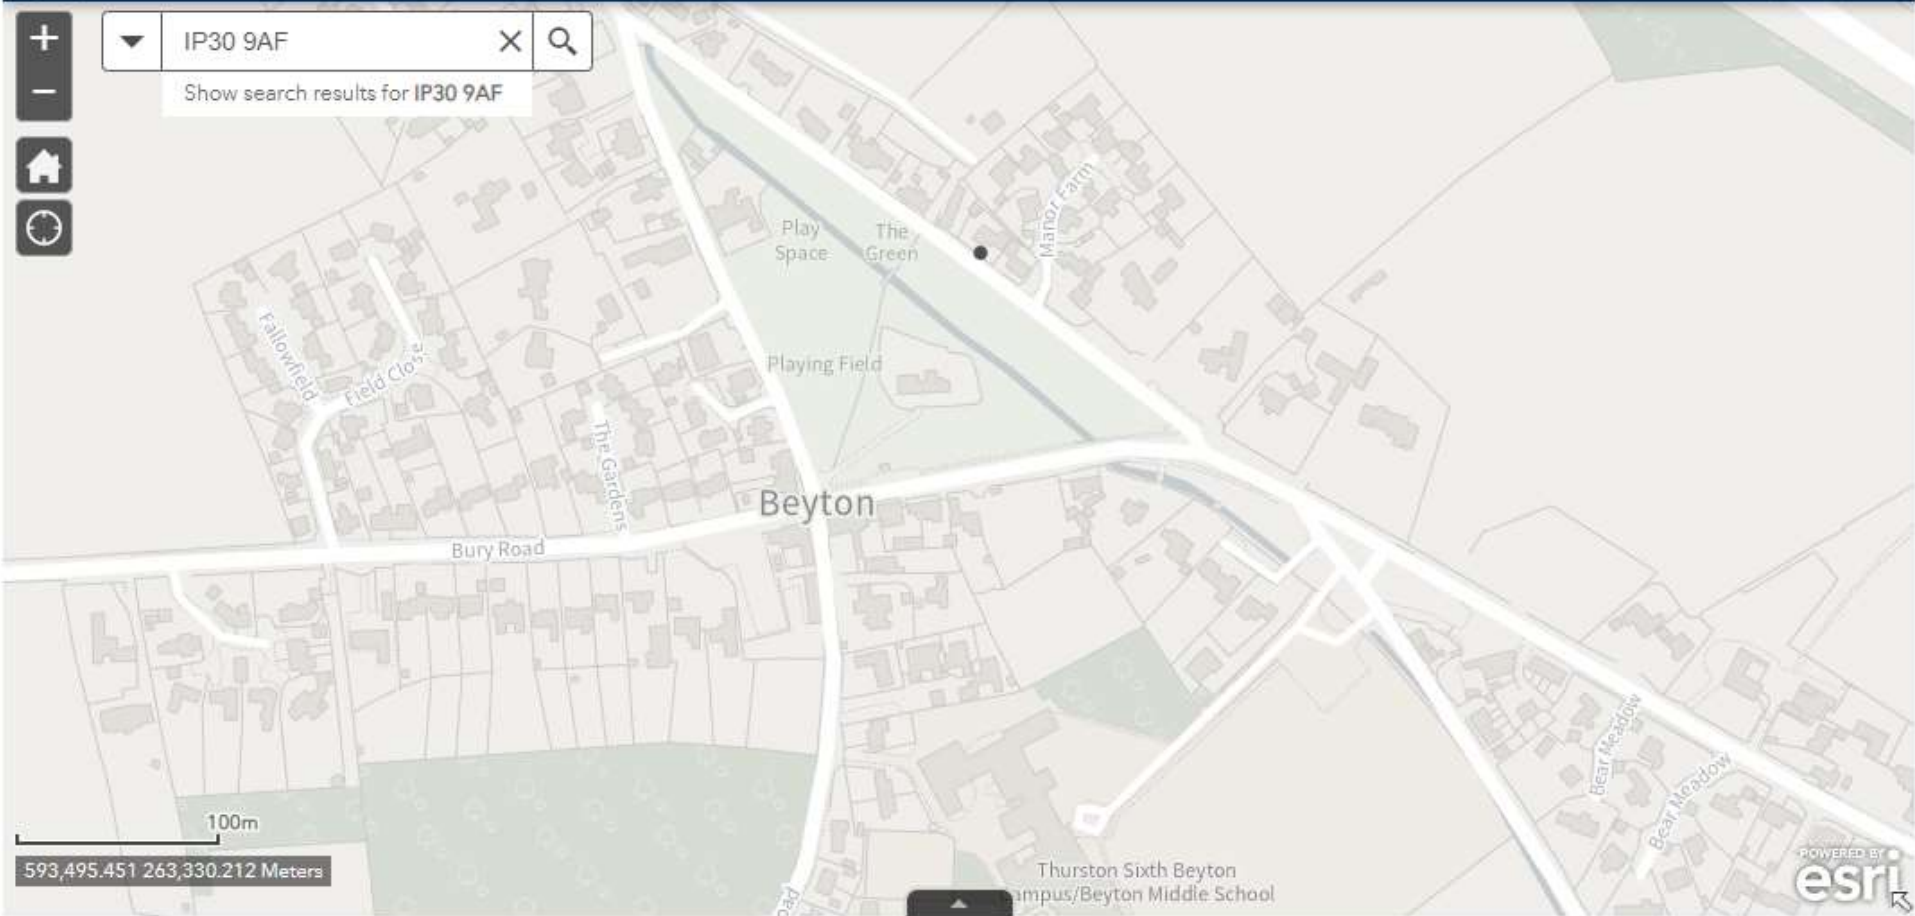 +
IP30 9AF
Show search results for IP30 9AF
−
Manor Farm
Play
Space
The
Green
Fallowfield
Field Close
Playing Field
The Gardens
Beyton
Bury Road
Bear Meadow
Bear Meadow
100m
593,495.451 263,330.212 Meters
Thurston Sixth Beyton
ampus/Beyton Middle School
oad
POWERED BY
esri